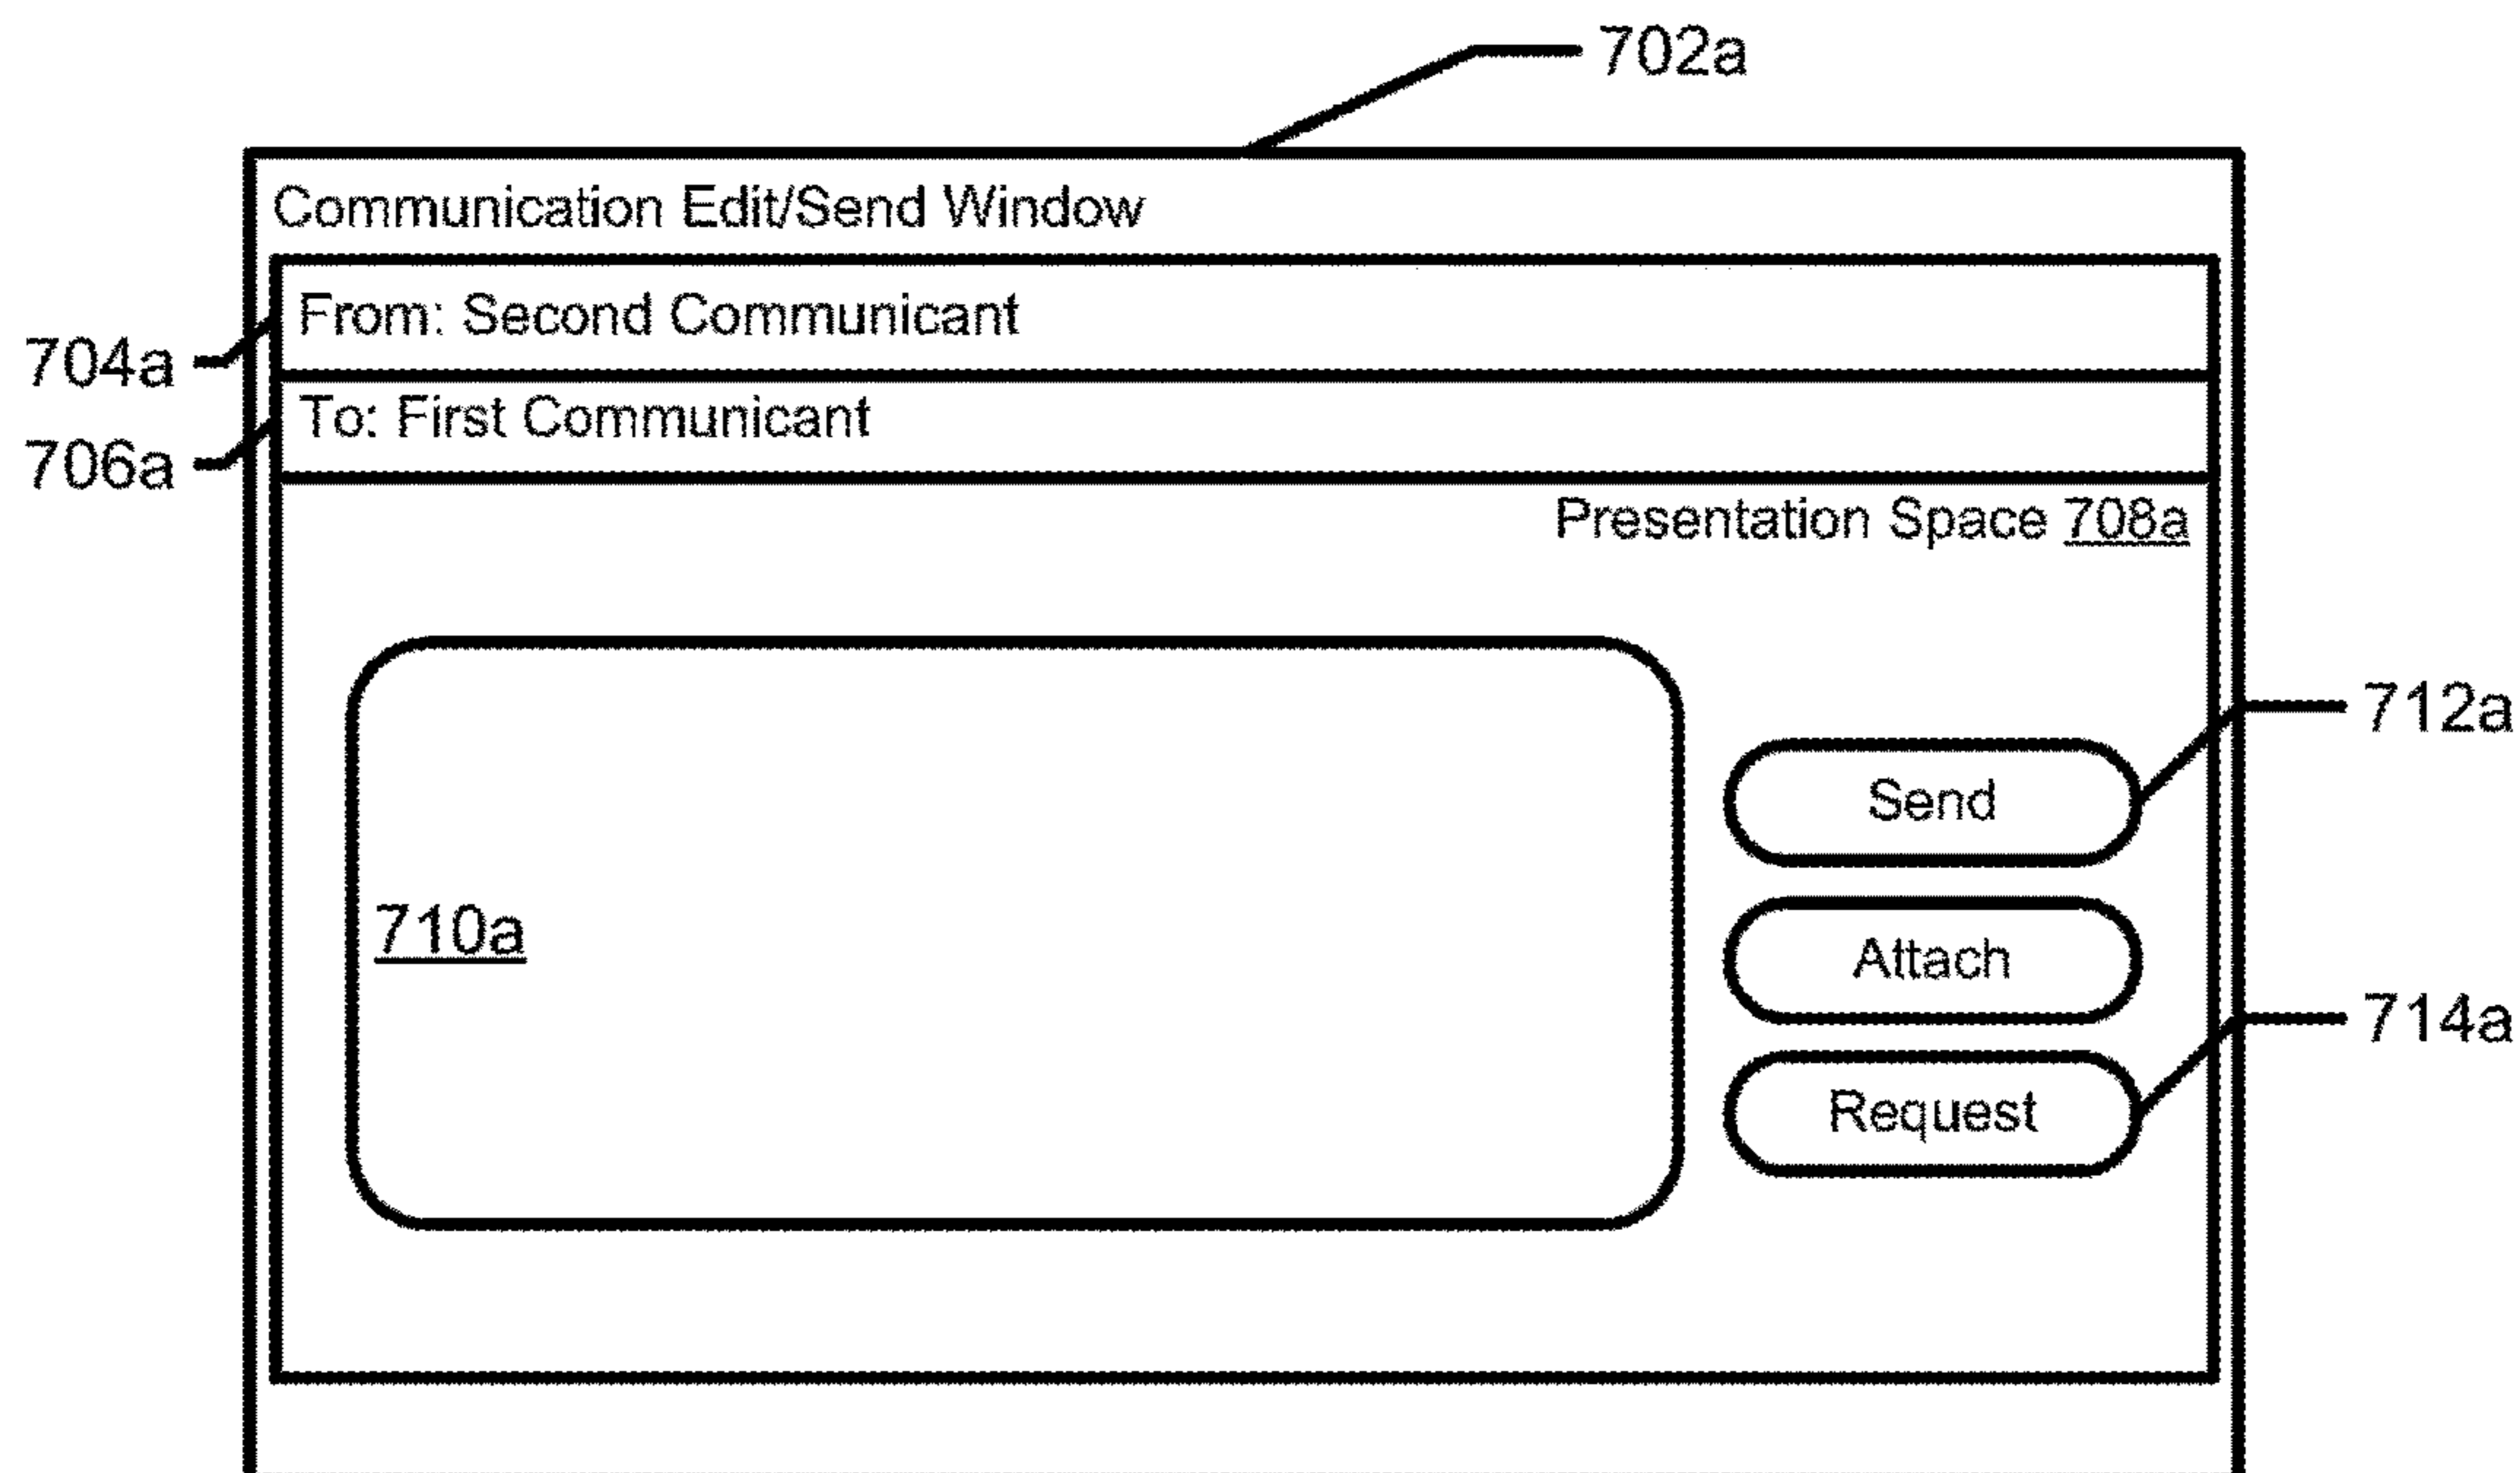 702a
Communication Edit/Send Window
From: Second Communicant
704a
To: First Communicant
706a
Presentation Space 708a
712a
Send
710a
Attach
714a
Request